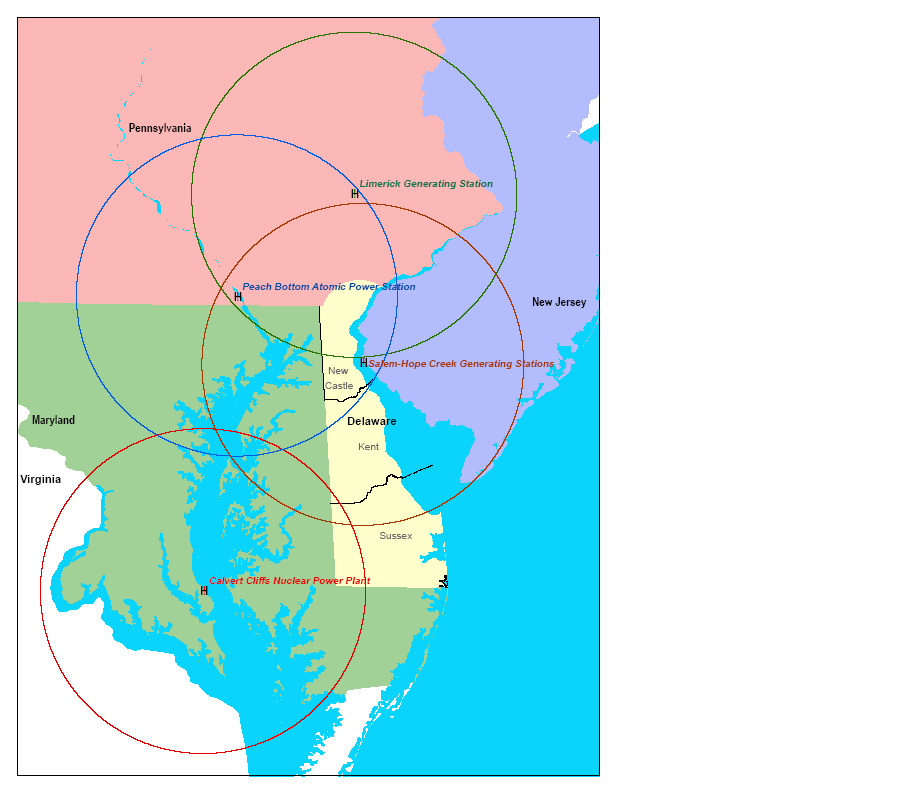 Pennsylvania
Limerick Generating Station
Peach Bottom Atomic Power Station
New Jersey
Salem-Hope Creek Generating Stations
New
Castle
Maryland
Delaware
Kent
Virginia
Sussex
Calvert Cliffs Nuclear Power Plant